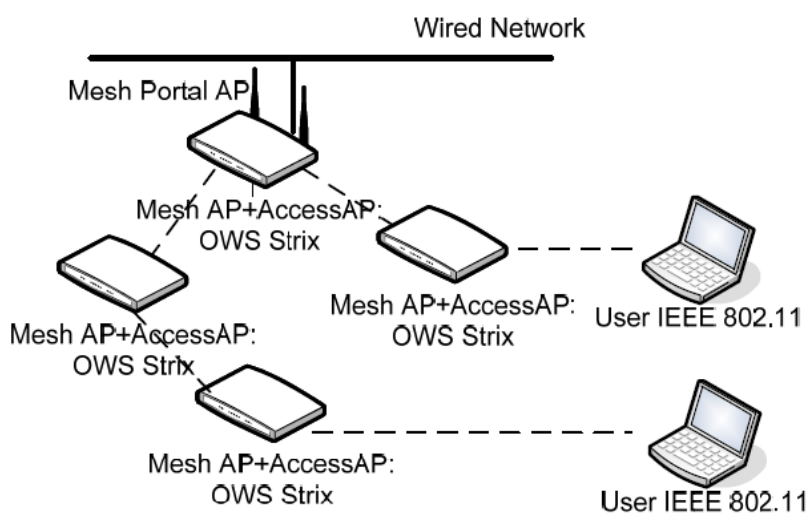 Wired Network
Mesh Portal AP
Mesh AP+AccessAP:
OWS Strix
Mesh AP+AccessAP:
OWS Strix
User IEEE 802.11
Mesh AP+AccessAP:
OWS Strix
Mesh AP+AccessAP:
OWS Strix
User IEEE 802.11